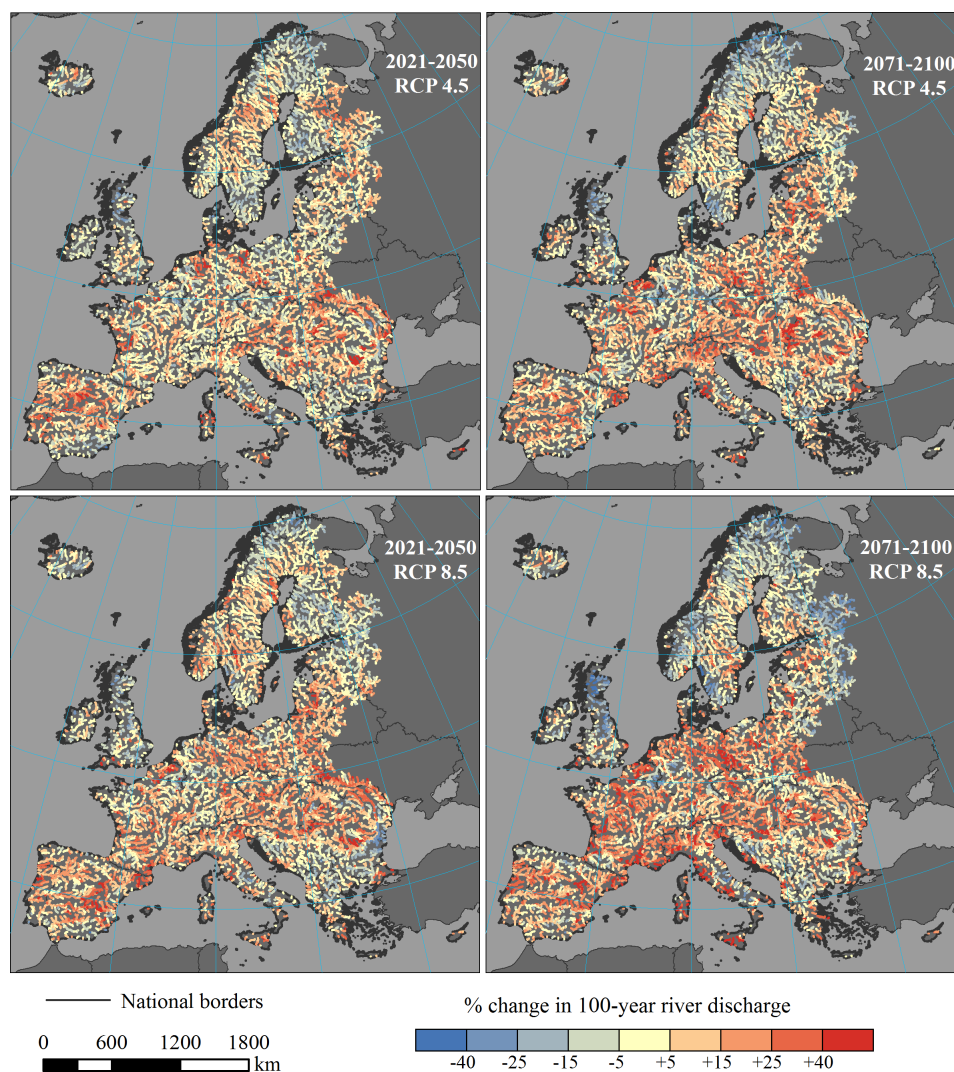 2021-2050
RCP 4.5
2071-2100
RCP 4.5
2021-2050
RCP 8.5
2071-2100
RCP 8.5
National borders
0 600 1200 1800
km
% change in 100-year river discharge
-40 -25 -15 -5 +5 +15 +25 +40